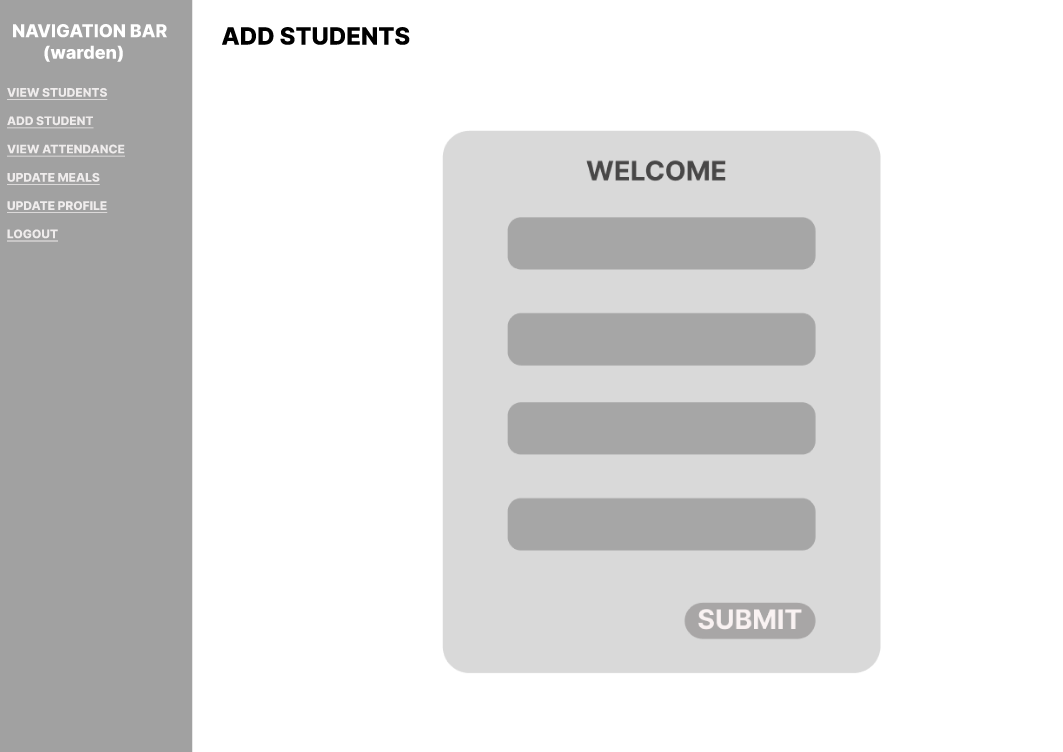 NAVIGATION BAR
(warden)
VIEW STUDENTS
ADD STUDENT
VIEW ATTENDANCE
UPDATE MEALS
UPDATE PROFILE
LOGOUT
ADD STUDENTS
WELCOME
SUBMIT